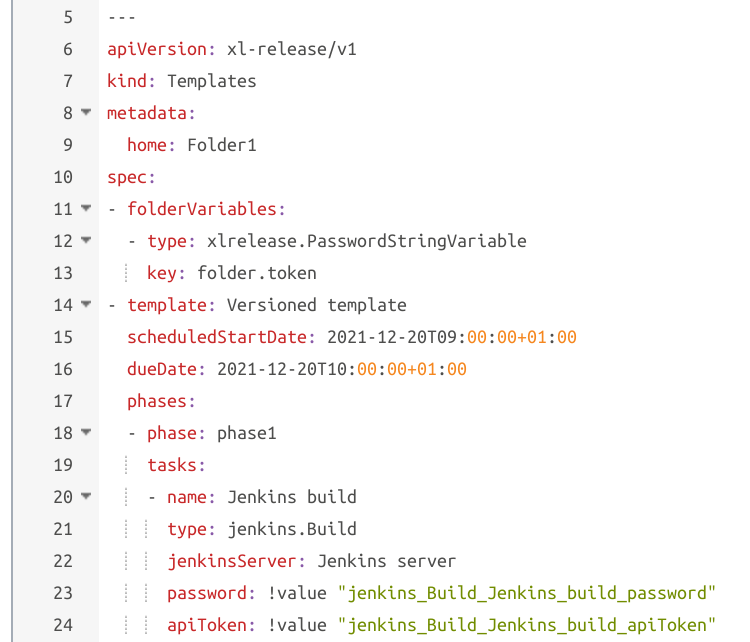 5 ---
6 apiVersion: xl-release/v1
7 kind: Templates
8 metadata:
9 home: Folder1
10 spec:
11 - folderVariables:
12 - type: xlrelease.PasswordStringVariable
13 key: folder.token
14 - template: Versioned template
15 scheduledStartDate: 2021-12-20T09:00:00+01:00
16 dueDate: 2021-12-20T10:00:00+01:00
17 phases:
18 - phase: phase1
19 tasks:
20 - name: Jenkins build
21 type: jenkins.Build
22 jenkinsServer: Jenkins server
23 password: !value "jenkins_Build_Jenkins_build_password"
24 apiToken: !value "jenkins_Build_Jenkins_build_apiToken"